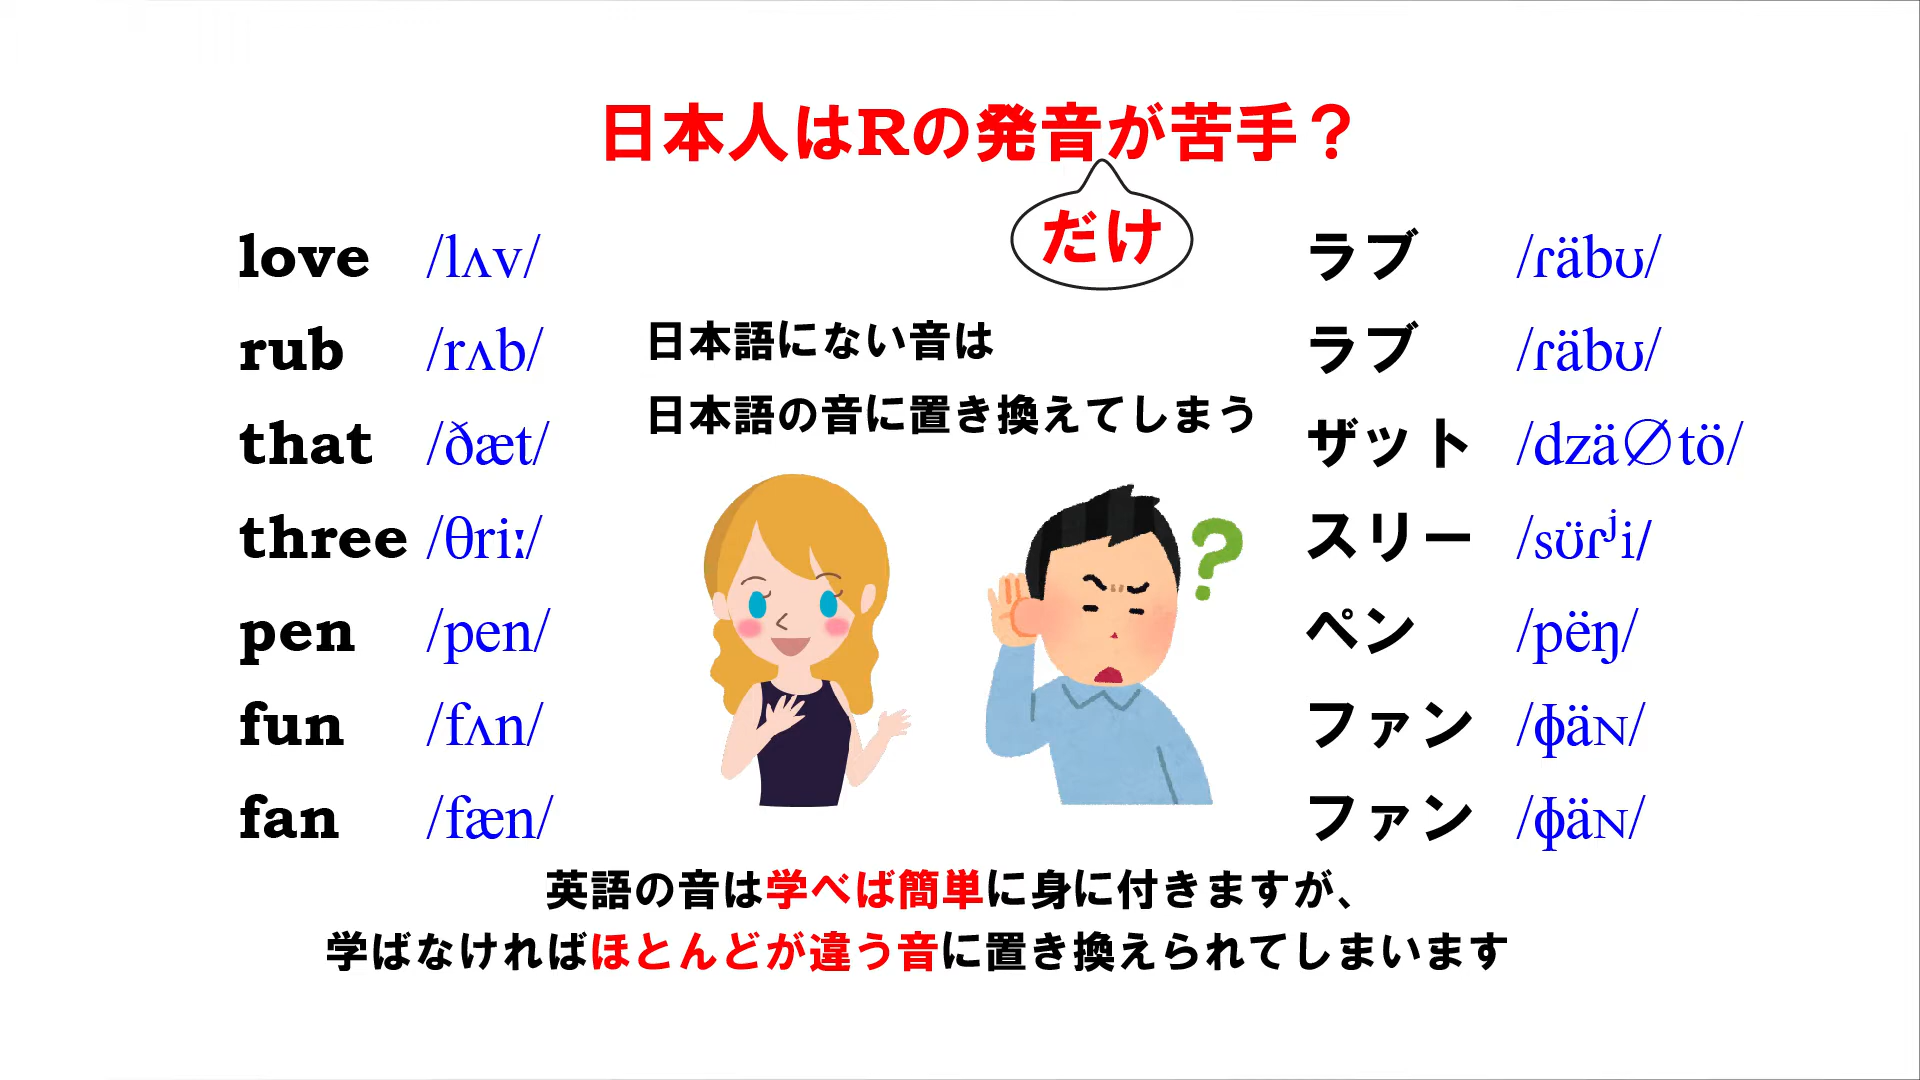 日本人はRの発音が苦手？
だけ
love /lʌv/
rub /rʌb/
that /ðæt/
three /θriː/
pen /pen/
fun /fʌn/
fan /fæn/
日本語にない音は
日本語の音に置き換えてしまう
?
ラブ /ɾäbʊ/
ラブ /ɾäbʊ/
ザット /dzä∅tö/
スリー /sʊ̈ɾʲi/
ペン /pëŋ/
ファン /ɸäɴ/
ファン /ɸäɴ/
英語の音は学べば簡単に身に付きますが、
学ばなければほとんどが違う音に置き換えられてしまいます